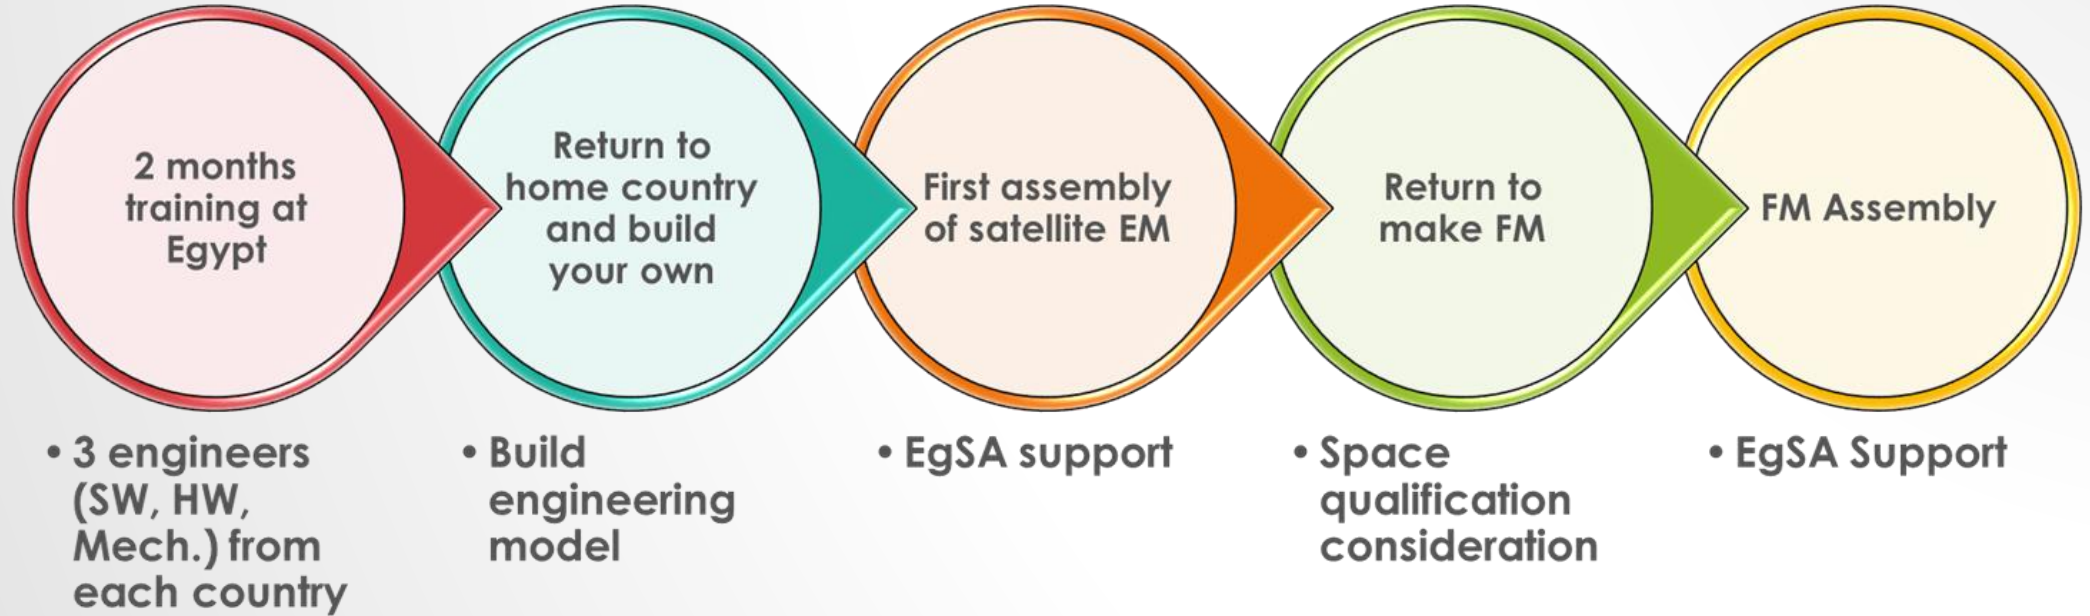 2 months
training at
Egypt
• 3 engineers
(SW, HW,
Mech.) from
each country
Return to
home country
and build
your own
• Build
engineering
model
First assembly
of satellite EM
• EgSA support
Return to
make FM
• Space
qualification
consideration
FM Assembly
• EgSA Support